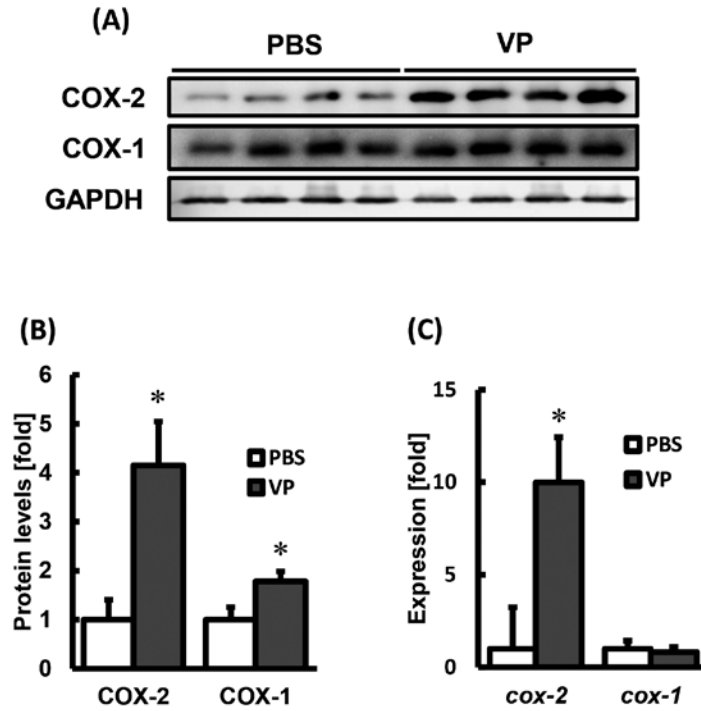 (A)
PBS VP
COX-2
COX-1
GAPDH
(B)
Protein levels [fold]
6
5
4
3
2
1
0
*
*
PBS
VP
COX-2 COX-1
(C)
Expression [fold]
15
10
5
0
*
PBS
VP
cox-2 cox-1